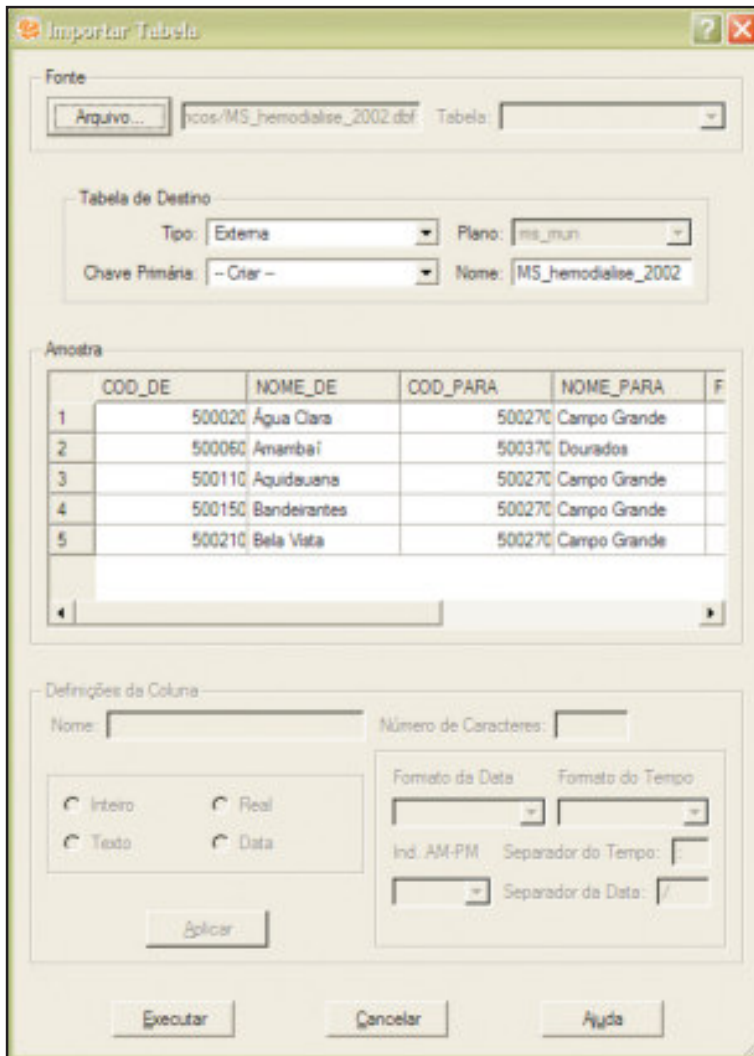 Importar Tabela
Fonte
Arquivo... ncos/MS_hemodialise_2002.dbf Tabela:
Tabela de Destino
Tipo: Externa Plano: ms_mun
Chave Primária: -- Criar -- Nome: MS_hemodialise_2002
Amostra
COD_DE NOME_DE COD_PARA NOME_PARA F
1 500020 Água Clara 500270 Campo Grande
2 500060 Amambaí 500370 Dourados
3 500110 Aquidauana 500270 Campo Grande
4 500150 Bandeirantes 500270 Campo Grande
5 500210 Bela Vista 500270 Campo Grande
Definições da Coluna
Nome: Número de Caracteres:
Formato da Data Formato do Tempo
Inteiro Real
Texto Data
Ind. AM-PM Separador do Tempo: :
Separador da Data: /
Aplicar
Executar Cancelar Ajuda